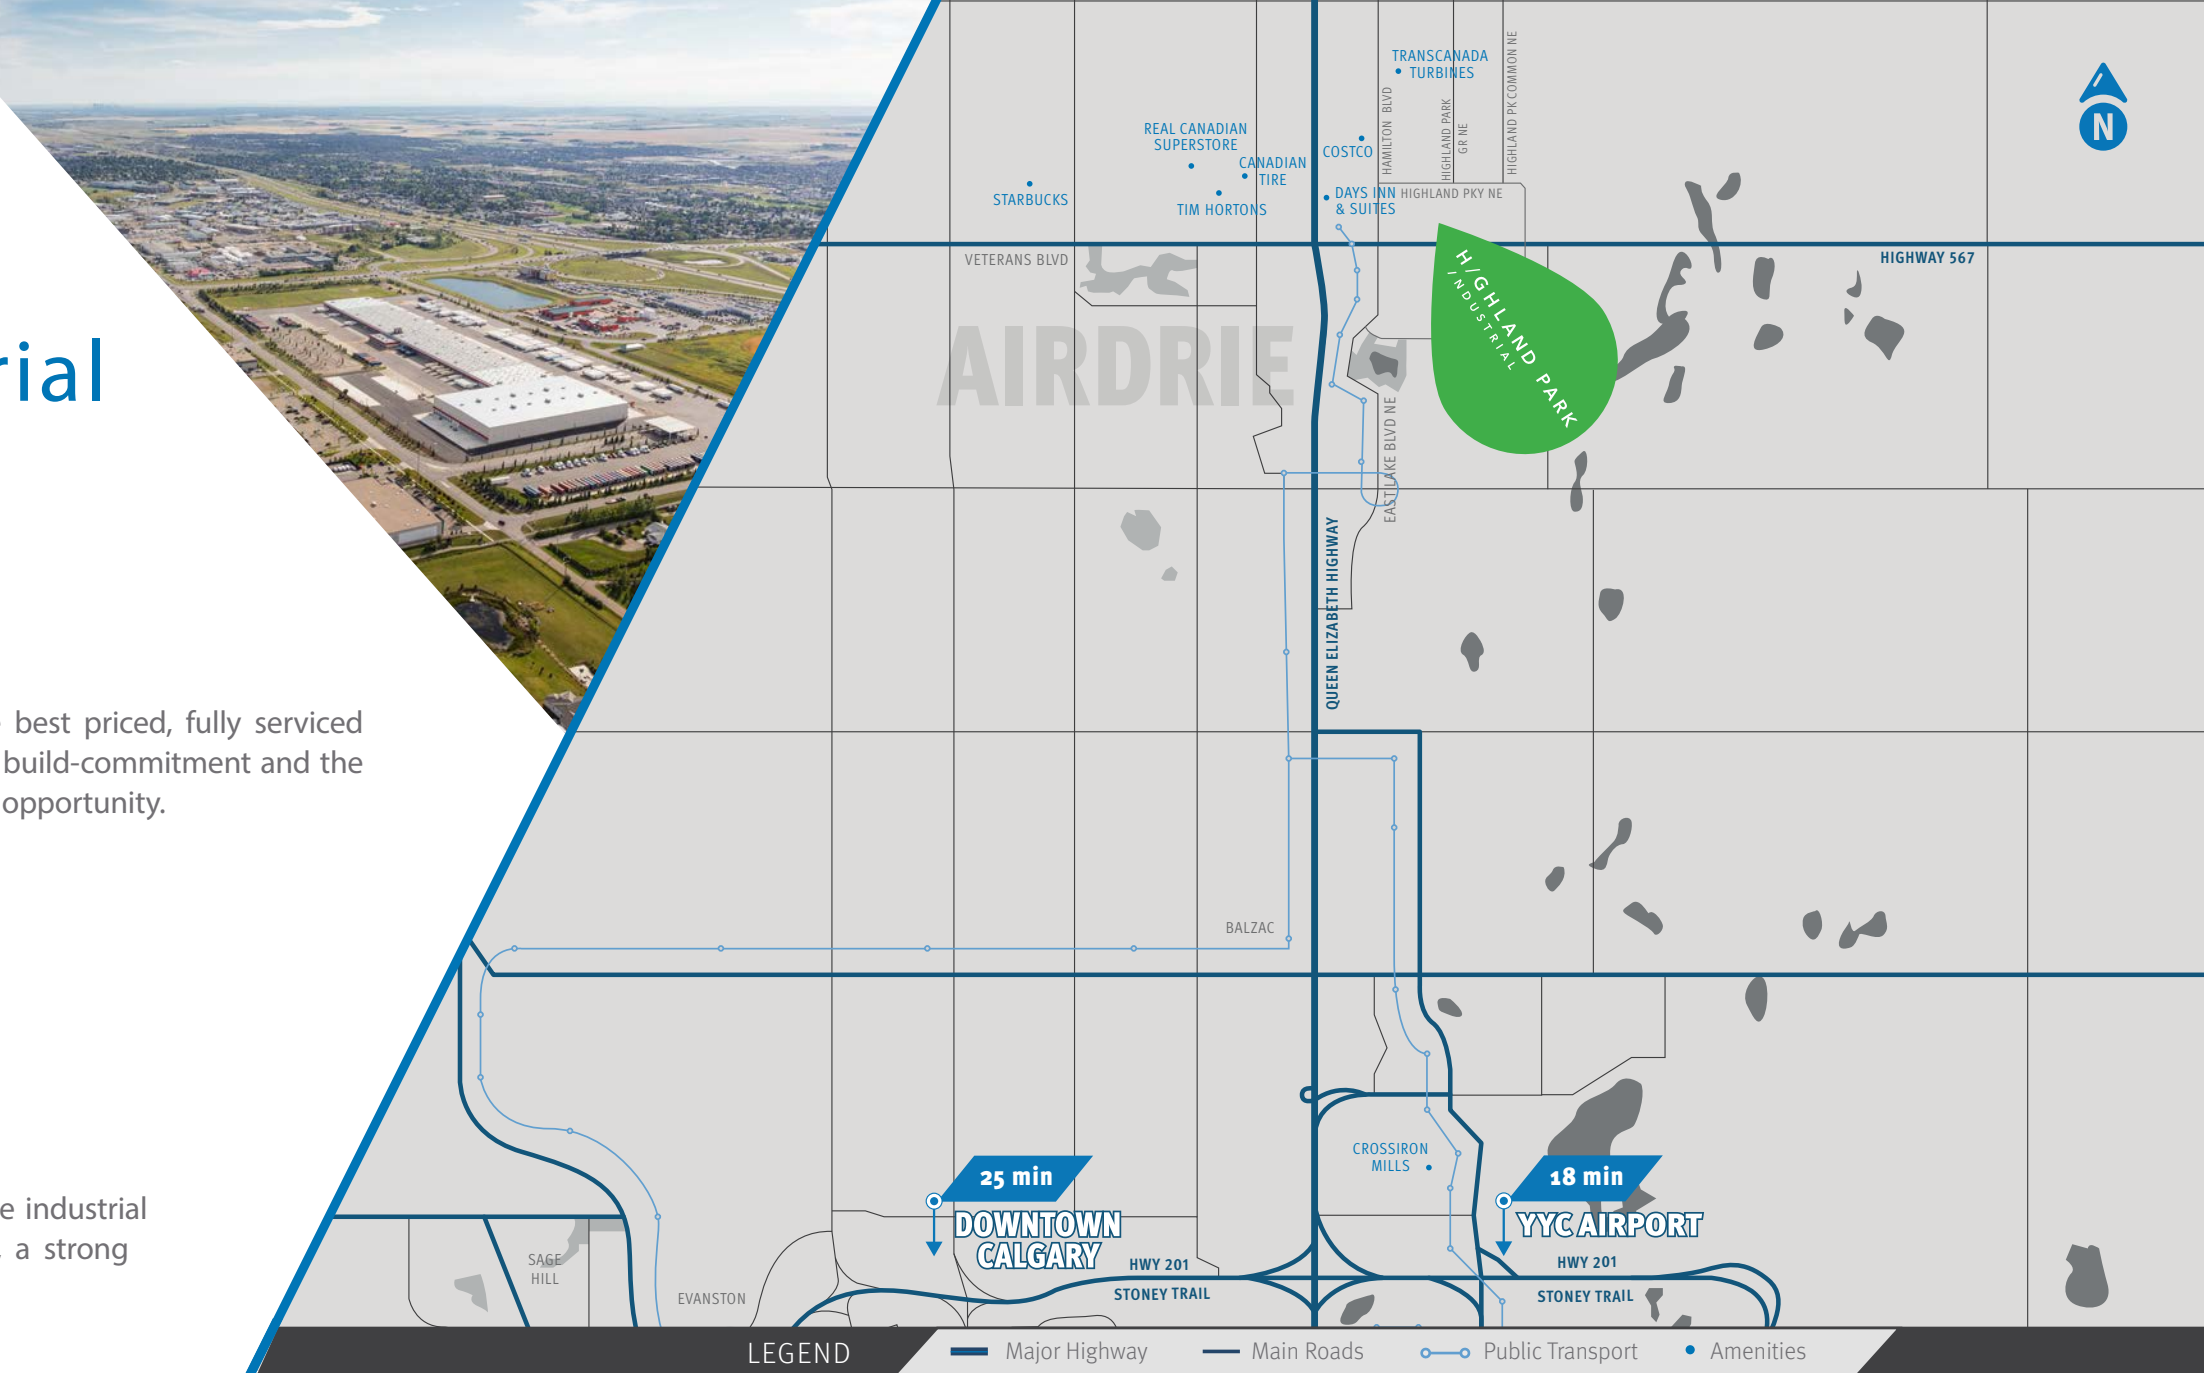 rial
best priced, fully serviced
build-commitment and the
opportunity.
e industrial
a strong
TRANSCANADA
TURBINES
REAL CANADIAN
SUPERSTORE
CANADIAN
TIRE
COSTCO
STARBUCKS
TIM HORTONS
DAYS INN
& SUITES
HAMILTON BLVD
HIGHLAND PARK
GR NE
HIGHLAND PK COMMON NE
HIGHLAND PKY NE
N
VETERANS BLVD
HIGHWAY 567
AIRDRIE
HIGHLAND PARK
INDUSTRIAL
EAST LAKE BLVD NE
QUEEN ELIZABETH HIGHWAY
BALZAC
CROSSIRON
MILLS
25 min
DOWNTOWN
CALGARY
18 min
YYC AIRPORT
SAGE
HILL
EVANSTON
HWY 201
STONEY TRAIL
HWY 201
STONEY TRAIL
LEGEND
Major Highway
Main Roads
Public Transport
Amenities